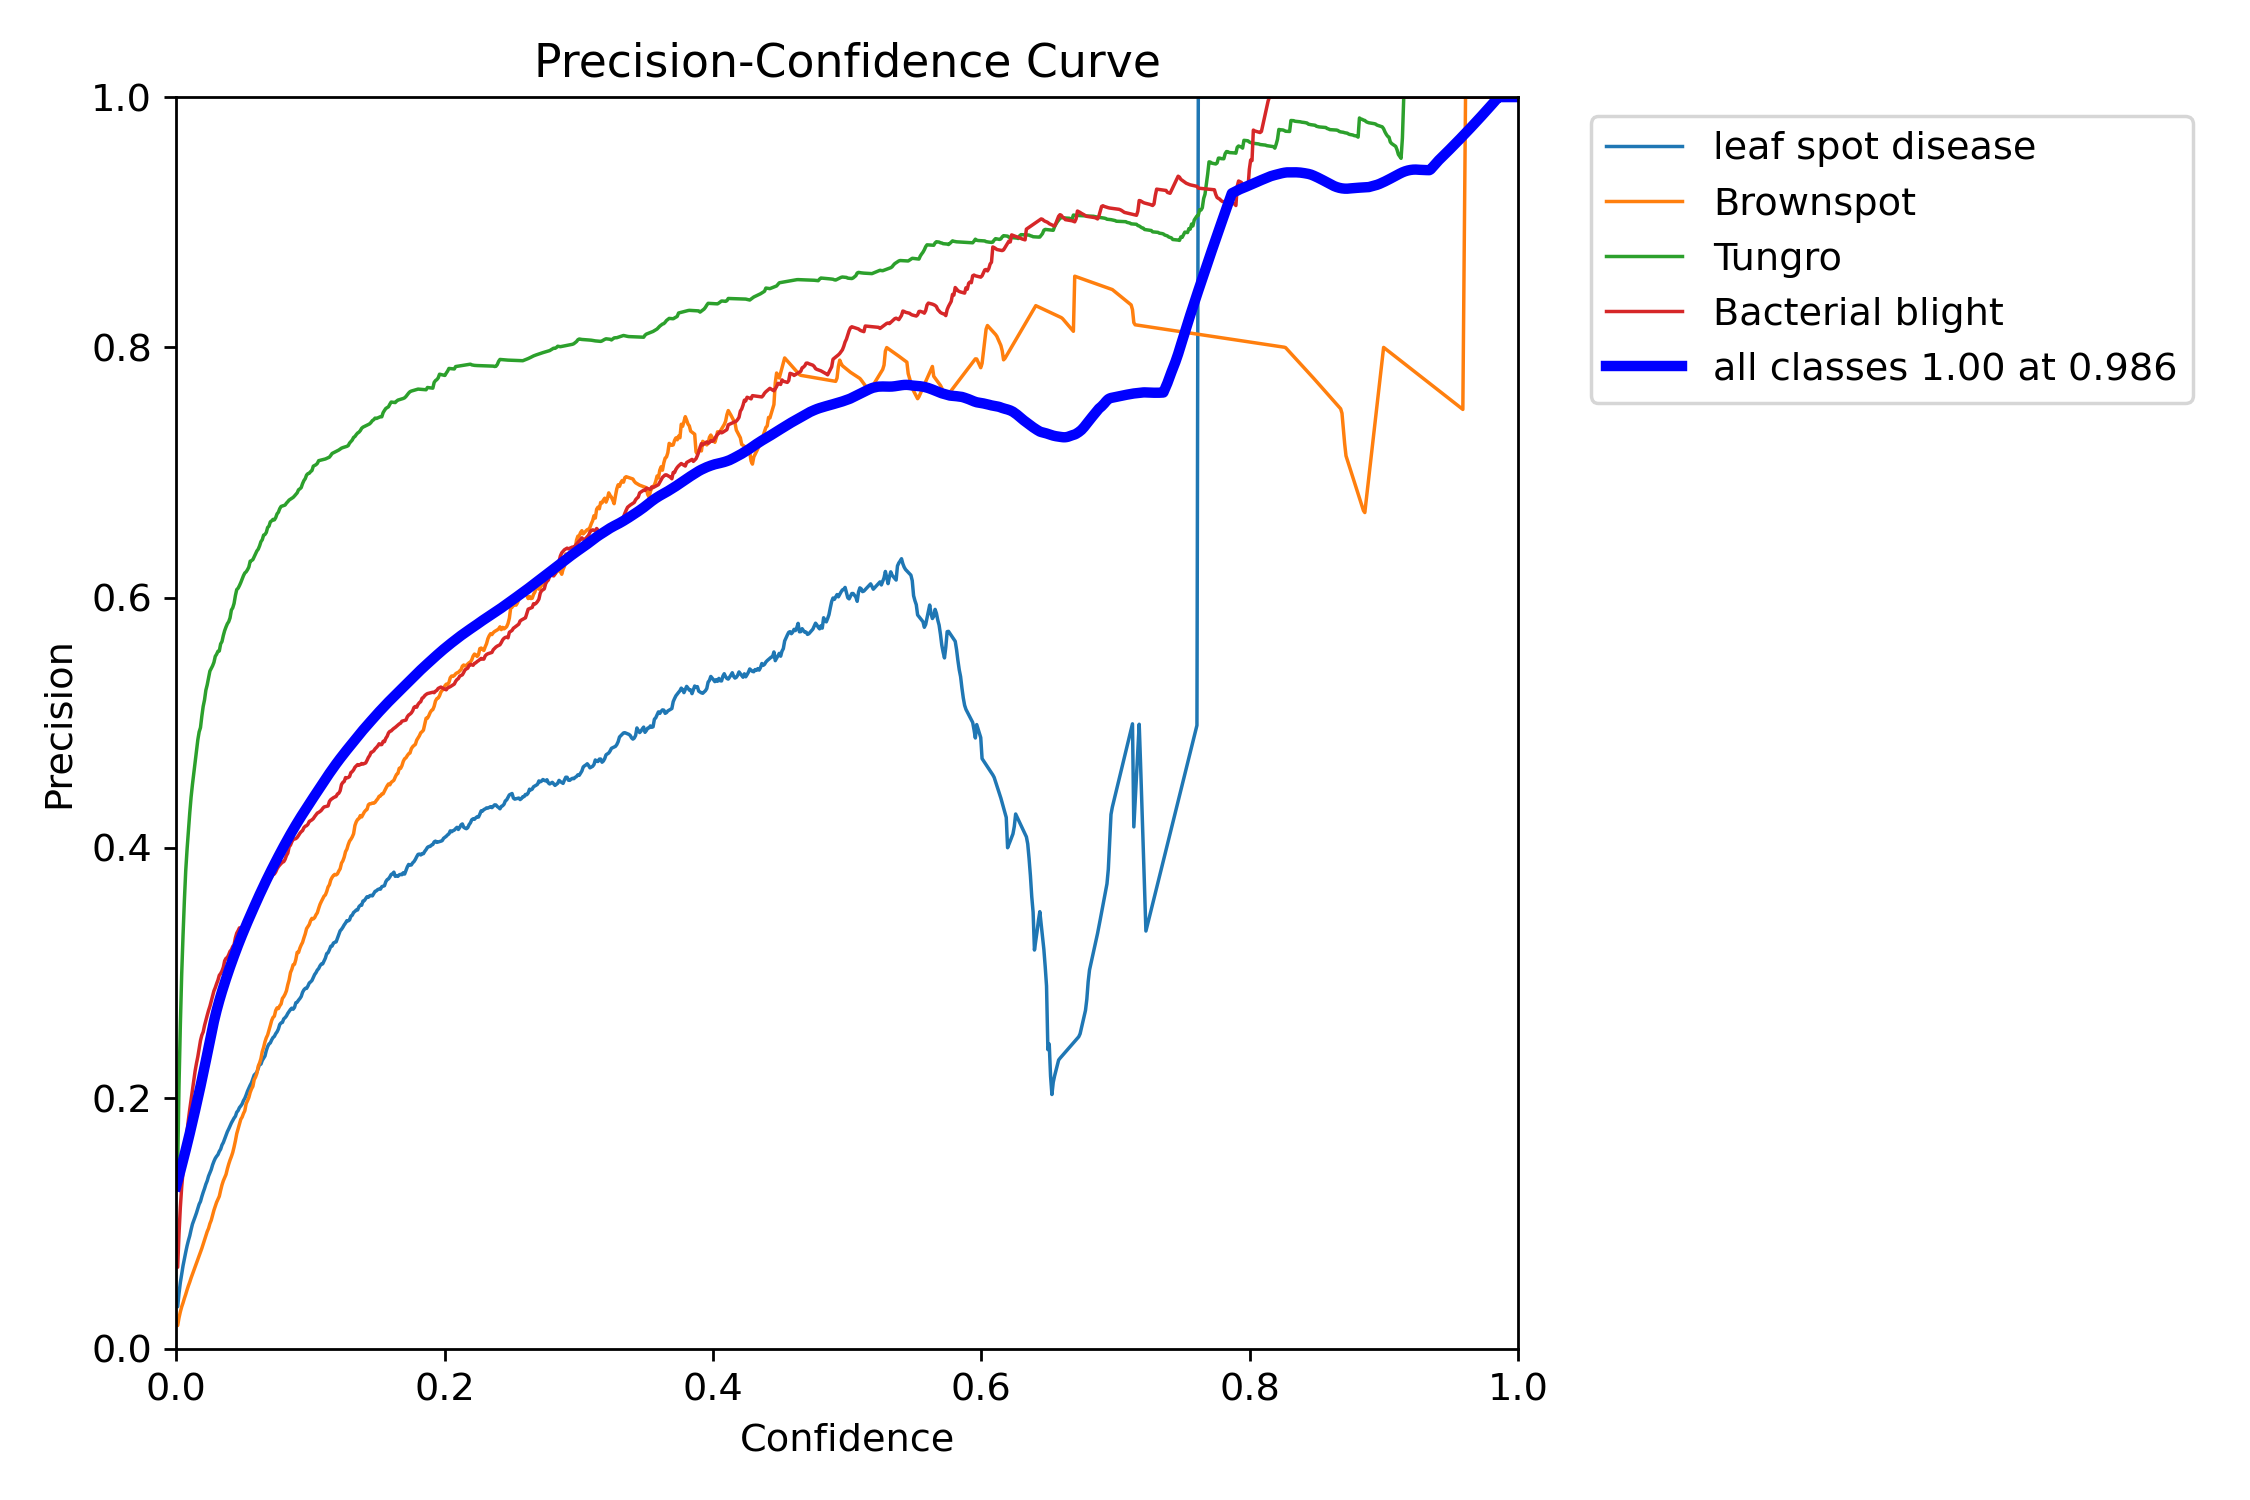 Precision-Confidence Curve
1.0
0.8
0.6
0.4
0.2
0.0
Precision
0.0 0.2 0.4 0.6 0.8 1.0
Confidence
leaf spot disease
Brownspot
Tungro
Bacterial blight
all classes 1.00 at 0.986